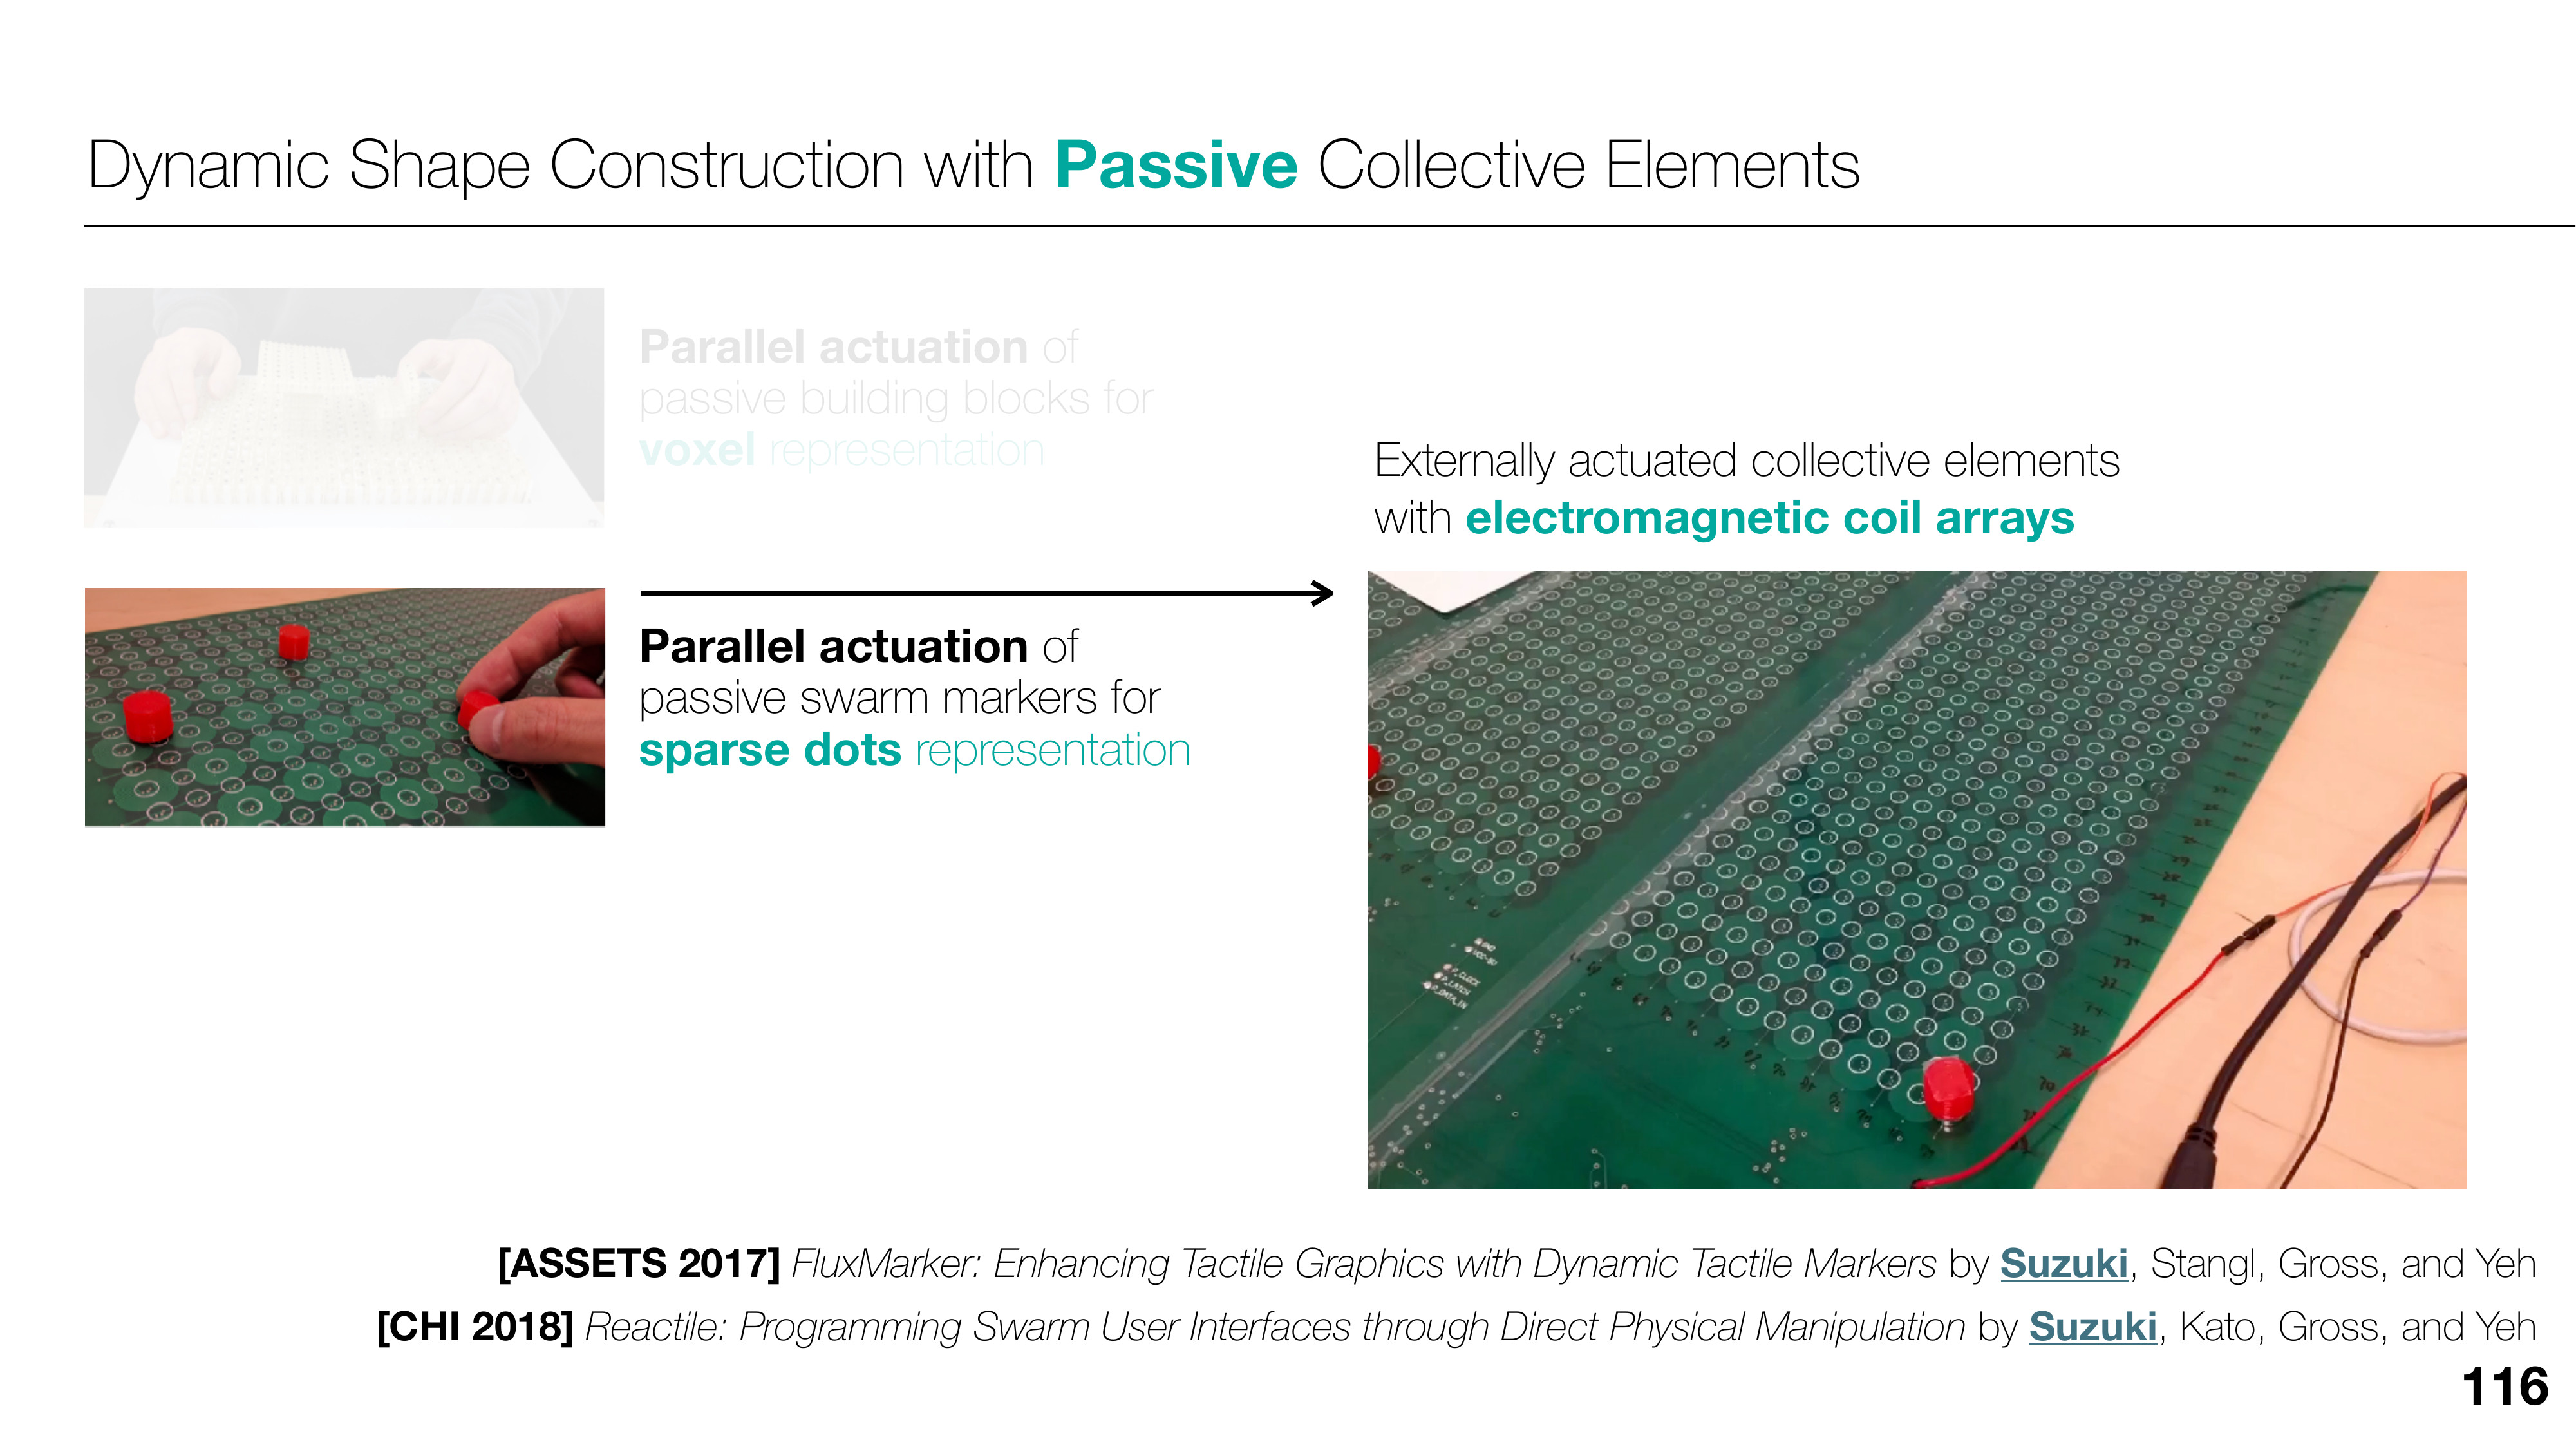 Dynamic Shape Construction with Passive Collective Elements
Parallel actuation of
passive building blocks for
voxel representation
Parallel actuation of
passive swarm markers for
sparse dots representation
Externally actuated collective elements
with electromagnetic coil arrays
[ASSETS 2017] FluxMarker: Enhancing Tactile Graphics with Dynamic Tactile Markers by Suzuki, Stangl, Gross, and Yeh
[CHI 2018] Reactile: Programming Swarm User Interfaces through Direct Physical Manipulation by Suzuki, Kato, Gross, and Yeh
116